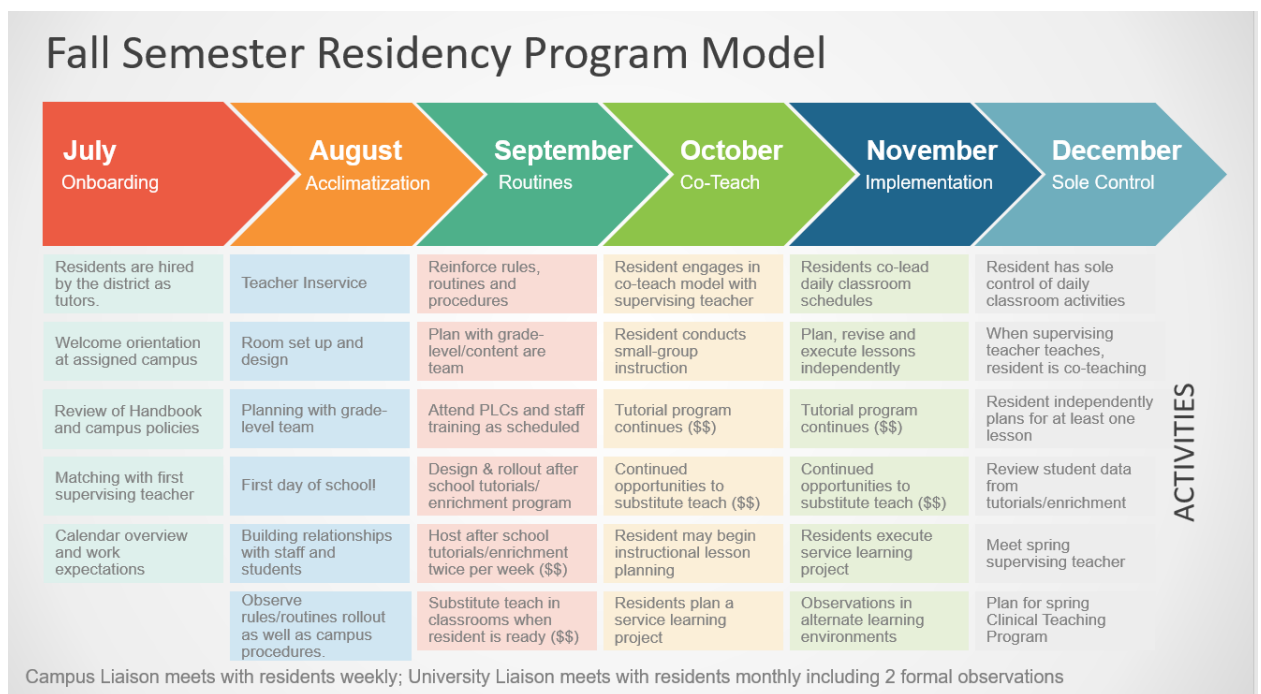 Fall Semester Residency Program Model
July
Onboarding
August
Acclimatization
September
Routines
October
Co-Teach
November
Implementation
December
Sole Control
Residents are hired
by the district as
tutors.
Welcome orientation
at assigned campus
Review of Handbook
and campus policies
Matching with first
supervising teacher
Calendar overview
and work
expectations
Teacher Inservice
Room set up and
design
Planning with grade-
level team
First day of school!
Building relationships
with staff and
students
Observe
rules/routines rollout
as well as campus
procedures.
Reinforce rules,
routines and
procedures
Plan with grade-
level/content are
team
Attend PLCs and staff
training as scheduled
Design & rollout after
school tutorials/
enrichment program
Host after school
tutorials/enrichment
twice per week ($$)
Substitute teach in
classrooms when
resident is ready ($$)
Resident engages in
co-teach model with
supervising teacher
Resident conducts
small-group
instruction
Tutorial program
continues ($$)
Continued
opportunities to
substitute teach ($$)
Resident may begin
instructional lesson
planning
Residents plan a
service learning
project
Residents co-lead
daily classroom
schedules
Plan, revise and
execute lessons
independently
Tutorial program
continues ($$)
Continued
opportunities to
substitute teach ($$)
Residents execute
service learning
project
Observations in
alternate learning
environments
Resident has sole
control of daily
classroom activities
When supervising
teacher teaches,
resident is co-teaching
Resident independently
plans for at least one
lesson
Review student data
from
tutorials/enrichment
Meet spring
supervising teacher
Plan for spring
Clinical Teaching
Program
ACTIVITIES
Campus Liaison meets with residents weekly; University Liaison meets with residents monthly including 2 formal observations